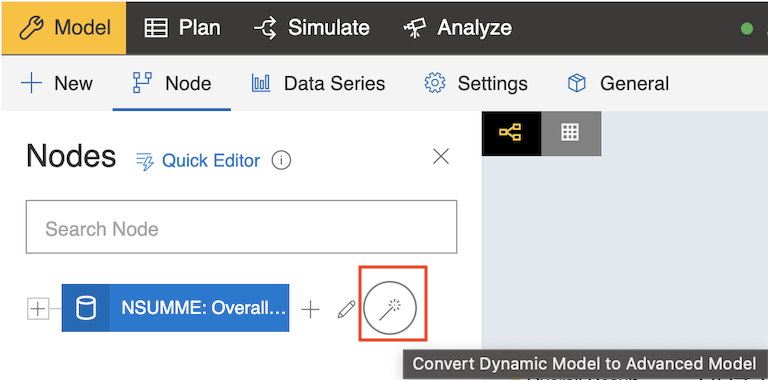 Model Plan Simulate Analyze
New Node Data Series Settings General
Nodes Quick Editor
Search Node
NSUMME: Overall...
Convert Dynamic Model to Advanced Model